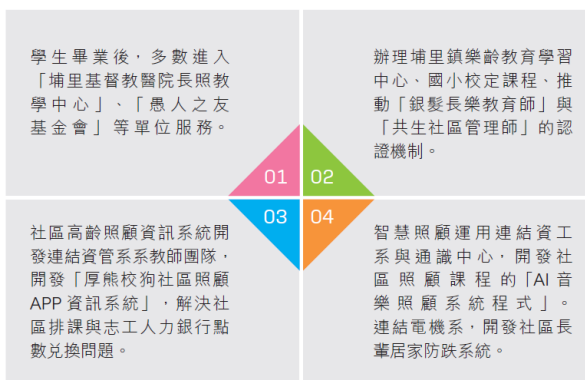 學生畢業後，多數進入
「埔里基督教醫院長照教
學中心」、「愚人之友
基金會」等單位服務。
01
辦理埔里鎮樂齡教育學習
中心、國小校定課程、推
動「銀髮長樂教育師」與
「共生社區管理師」的認
證機制。
02
社區高齡照顧資訊系統開
發連結資管系系教師團隊，
開發「厚熊校狗社區照顧
APP 資訊系統」，解決社
區排課與志工人力銀行點
數兌換問題。
03
智慧照顧運用連結資工
系與通識中心，開發社
區照顧課程的「AI 音
樂照顧系統程式」。
連結電機系，開發社區長
輩居家防跌系統。
04